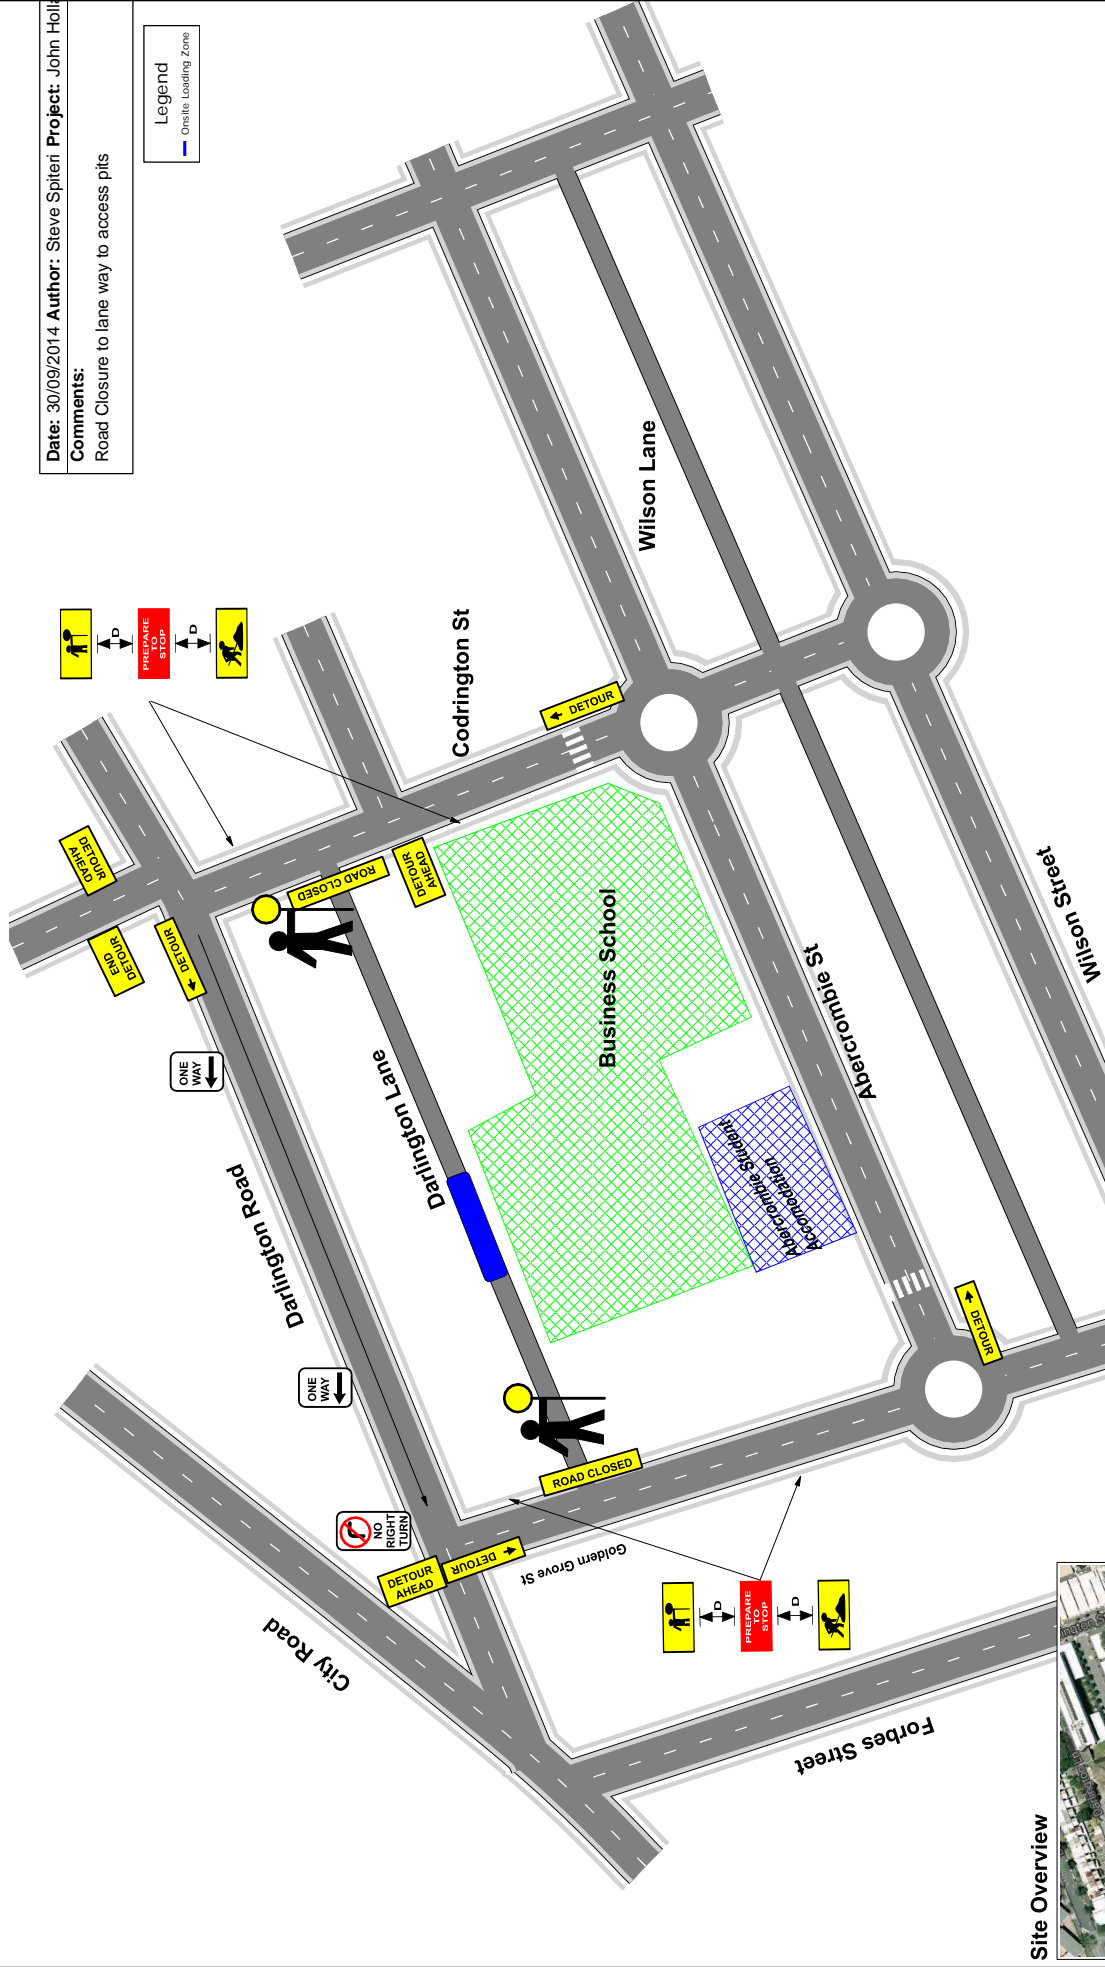 Date: 30/09/2014 Author: Steve Spiteri Project: John Holla
Comments:
Road Closure to lane way to access pits
Legend
Onsite Loading Zone
PREPARE
TO
STOP
D
D
DETOUR
AHEAD
END
DETOUR
DETOUR
ONE
WAY
ROAD CLOSED
DETOUR
AHEAD
Codrington St
DETOUR
Wilson Lane
Darlington Road
Darlington Lane
Business School
Abercrombie Student
Accomodation
Abercrombie St
Wilson Street
ONE
WAY
NO
RIGHT
TURN
DETOUR
AHEAD
DETOUR
ROAD CLOSED
Goldern Grove St
DETOUR
City Road
PREPARE
TO
STOP
D
D
Forbes Street
Site Overview